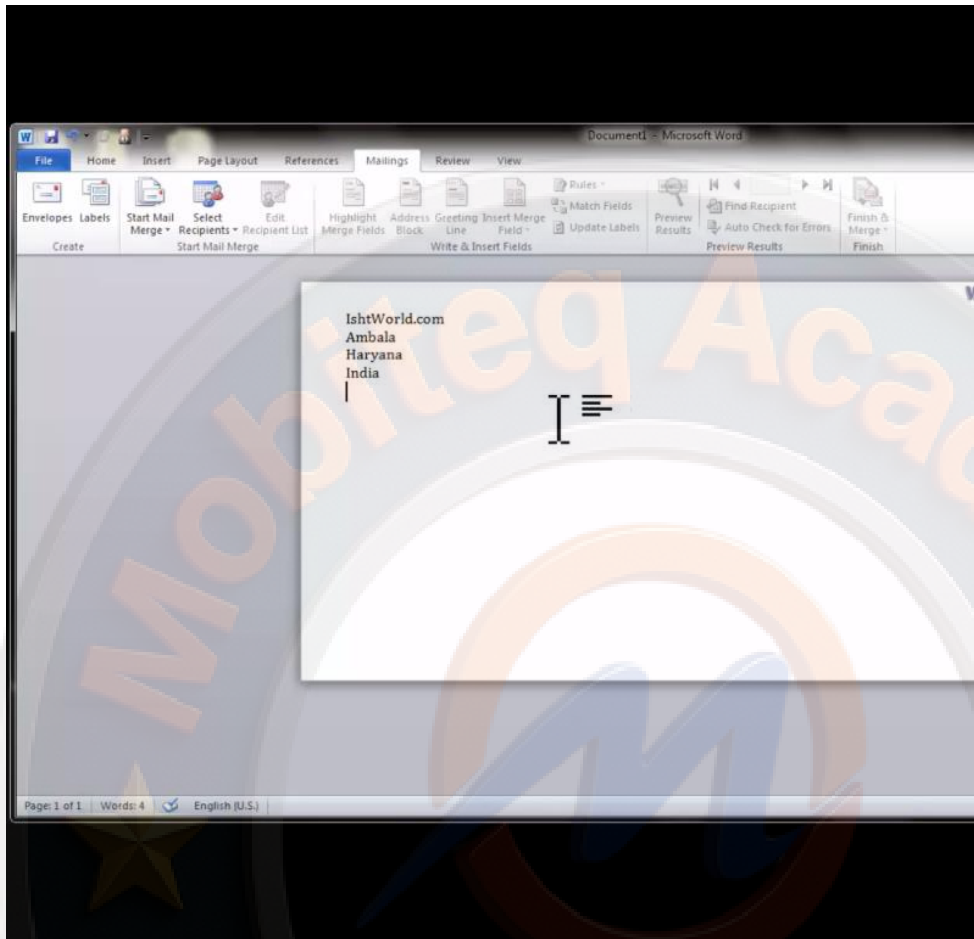 Document1 - Microsoft Word
File Home Insert Page Layout References Mailings Review View
Envelopes Labels Start Mail Merge Select Recipients Edit Recipient List Highlight Merge Fields Address Block Greeting Line Insert Merge Field Rules Match Fields Update Labels Preview Results Find Recipient Auto Check for Errors Finish & Merge
Create Start Mail Merge Write & Insert Fields Preview Results Finish
IshtWorld.com
Ambala
Haryana
India
Mobiteq Aca
Page: 1 of 1 Words: 4 English (U.S.)